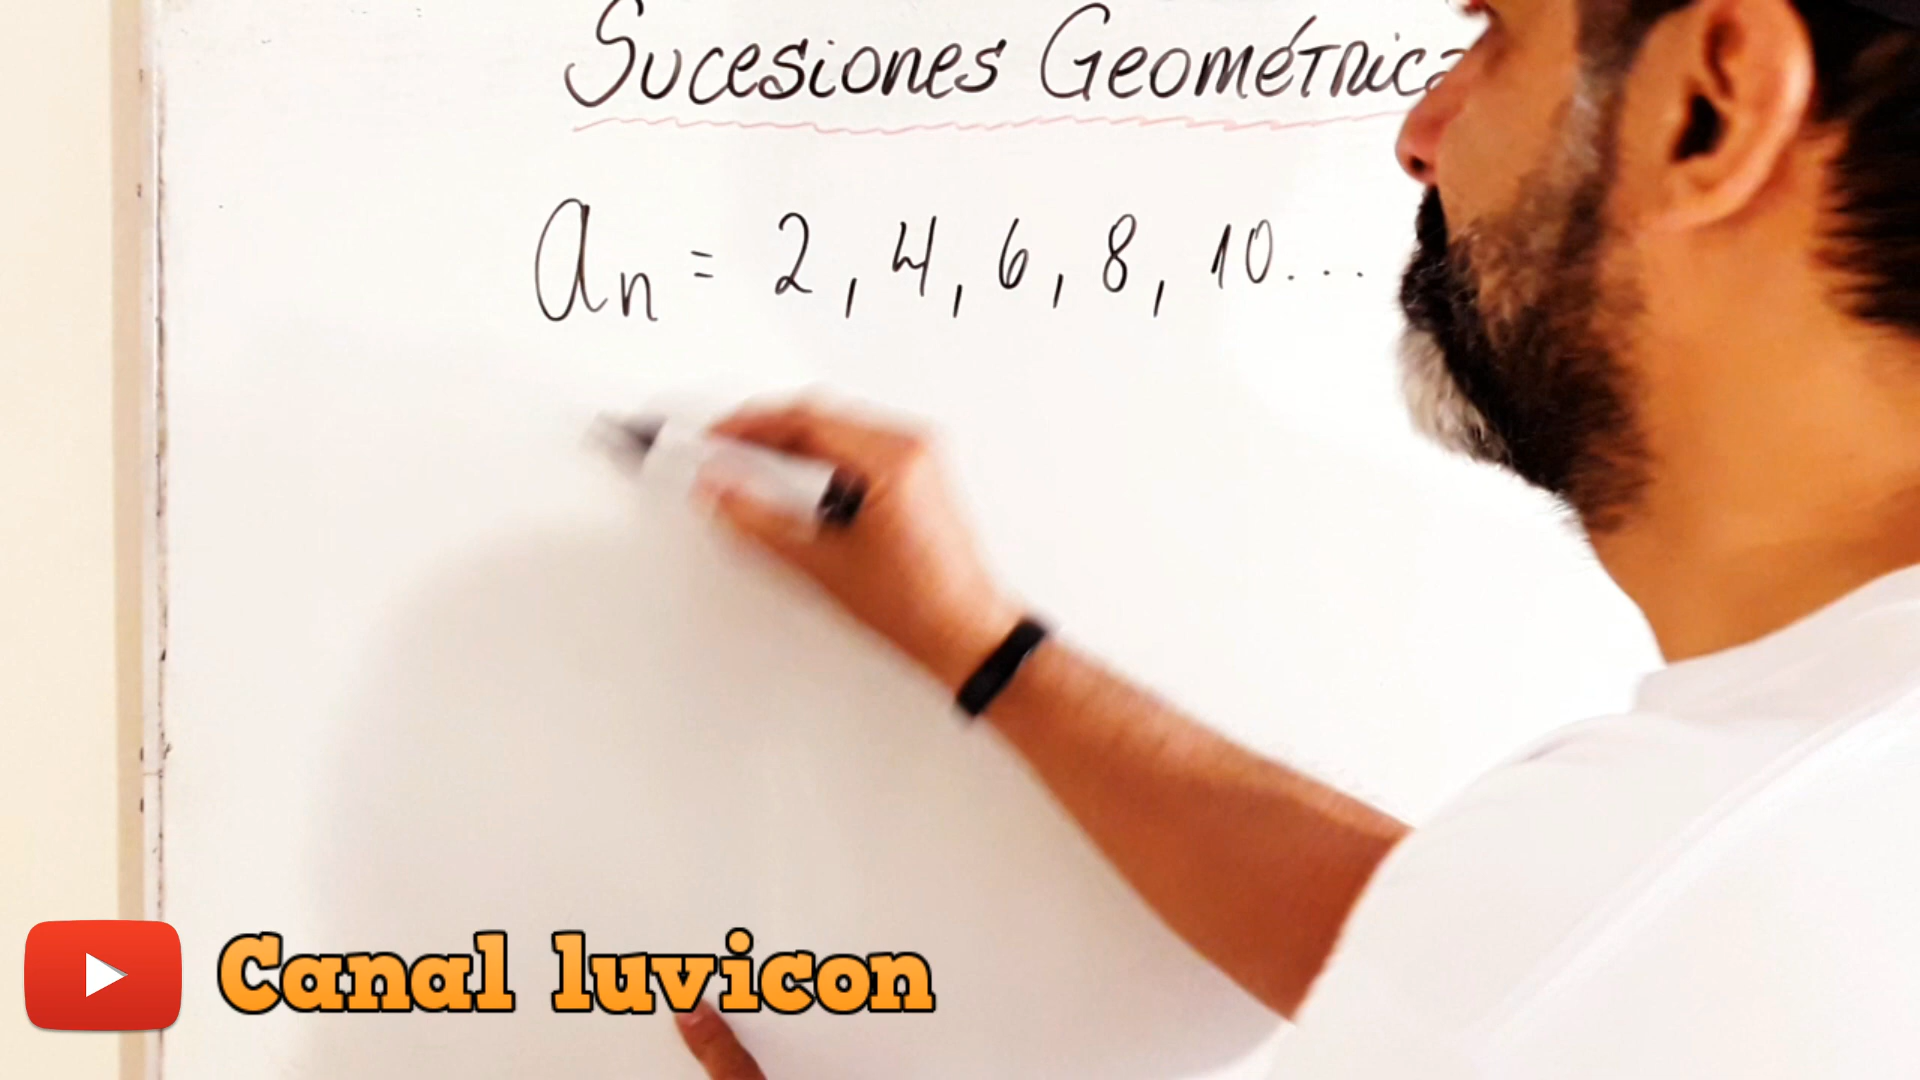 Sucesiones Geométrica
an = 2, 4, 6, 8, 10...
Canal luvicon